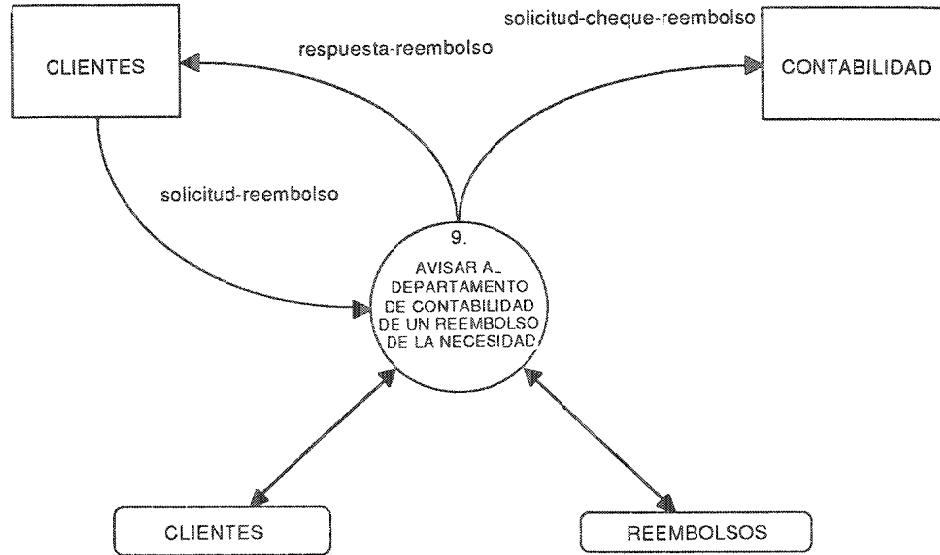 solicitud-cheque-reembolso
respuesta-reembolso
CLIENTES
CONTABILIDAD
solicitud-reembolso
9.
AVISAR AL
DEPARTAMENTO
DE CONTABILIDAD
DE UN REEMBOLSO
DE LA NECESIDAD
CLIENTES
REEMBOLSOS